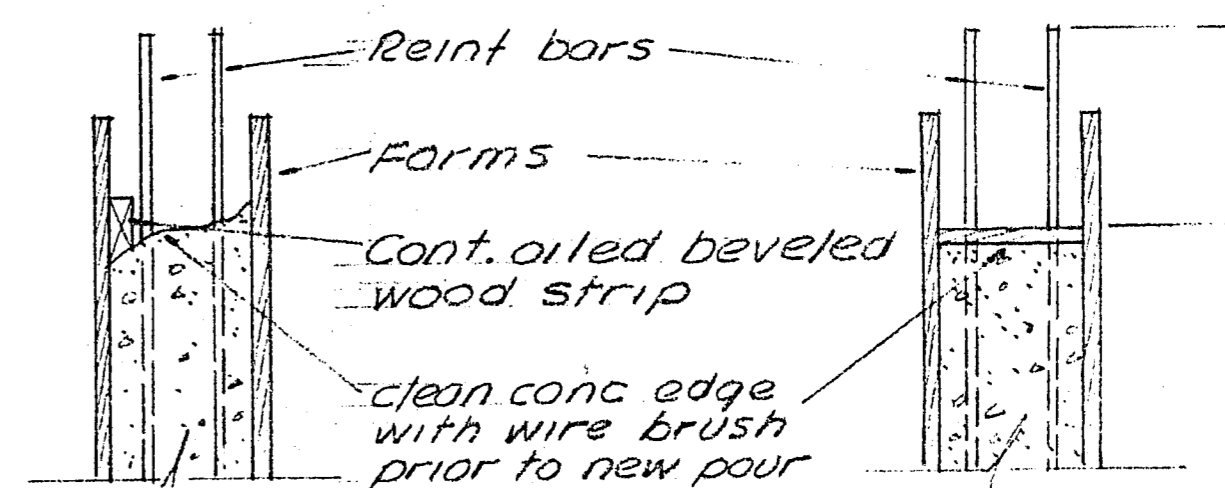 Reinf bars
Forms
Cont. oiled beveled
wood strip
clean conc edge
with wire brush
prior to new pour